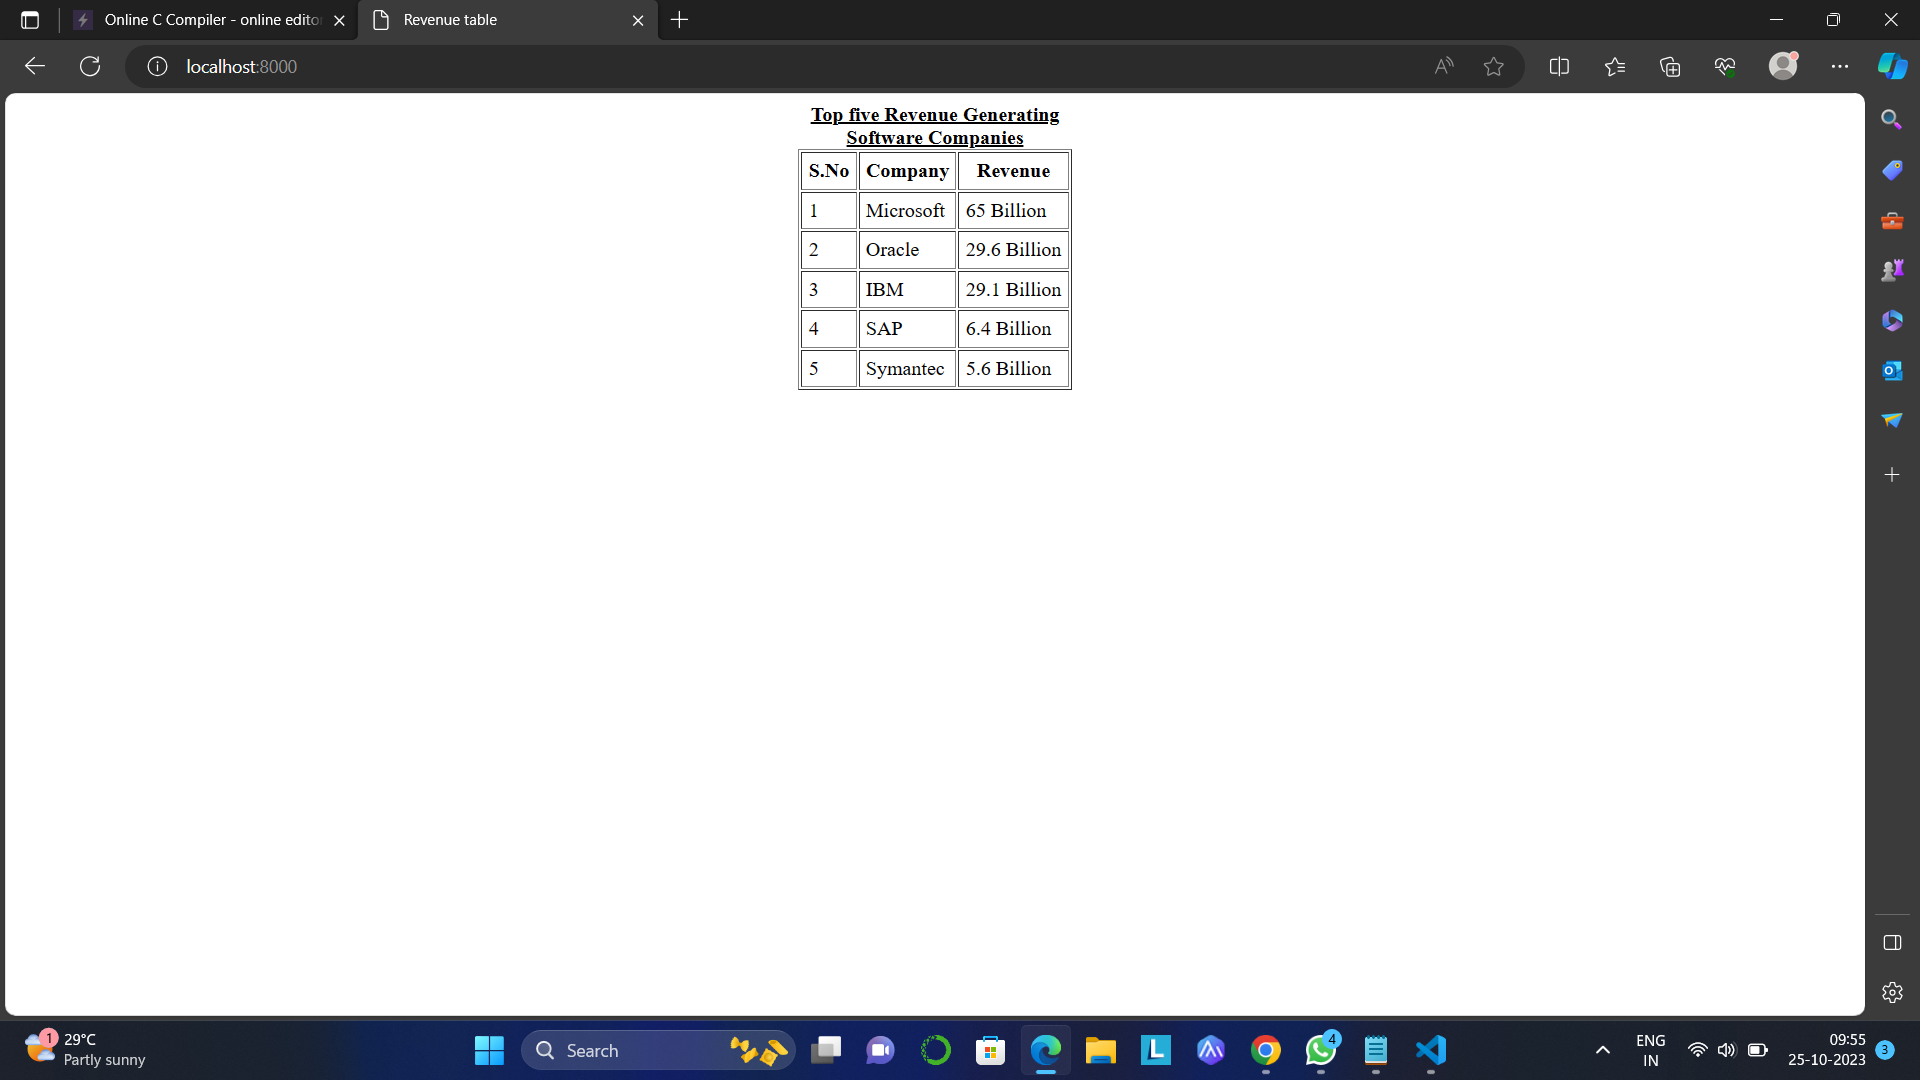 Online C Compiler - online edito
Revenue table
localhost:8000
Top five Revenue Generating
Software Companies
S.No Company Revenue
1 Microsoft 65 Billion
2 Oracle 29.6 Billion
3 IBM 29.1 Billion
4 SAP 6.4 Billion
5 Symantec 5.6 Billion
1
29°C
Partly sunny
Search
4
ENG
IN
09:55
25-10-2023
3